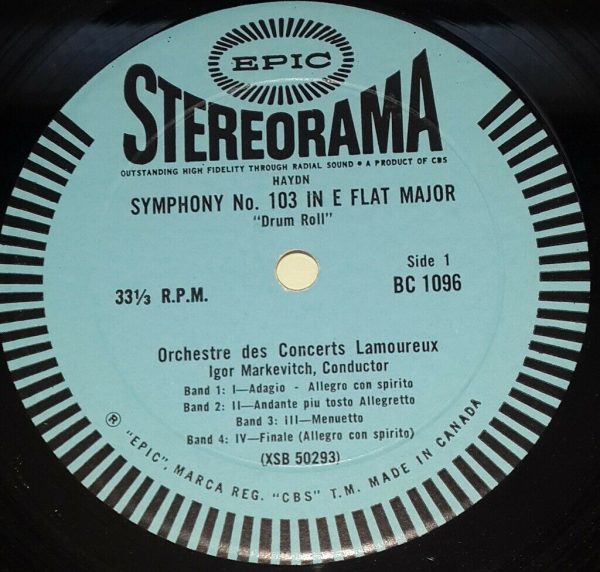 EPIC
STEREORAMA
OUTSTANDING HIGH FIDELITY THROUGH RADIAL SOUND • A PRODUCT OF CBS
HAYDN
SYMPHONY No. 103 IN E FLAT MAJOR
"Drum Roll"
Side 1
33⅓ R.P.M.
BC 1096
Orchestre des Concerts Lamoureux
Igor Markevitch, Conductor
Band 1: I—Adagio - Allegro con spirito
Band 2: II—Andante piu tosto Allegretto
Band 3: III—Menuetto
Band 4: IV—Finale (Allegro con spirito)
(XSB 50293)
® "EPIC", MARCA REG. "CBS" T.M. MADE IN CANADA